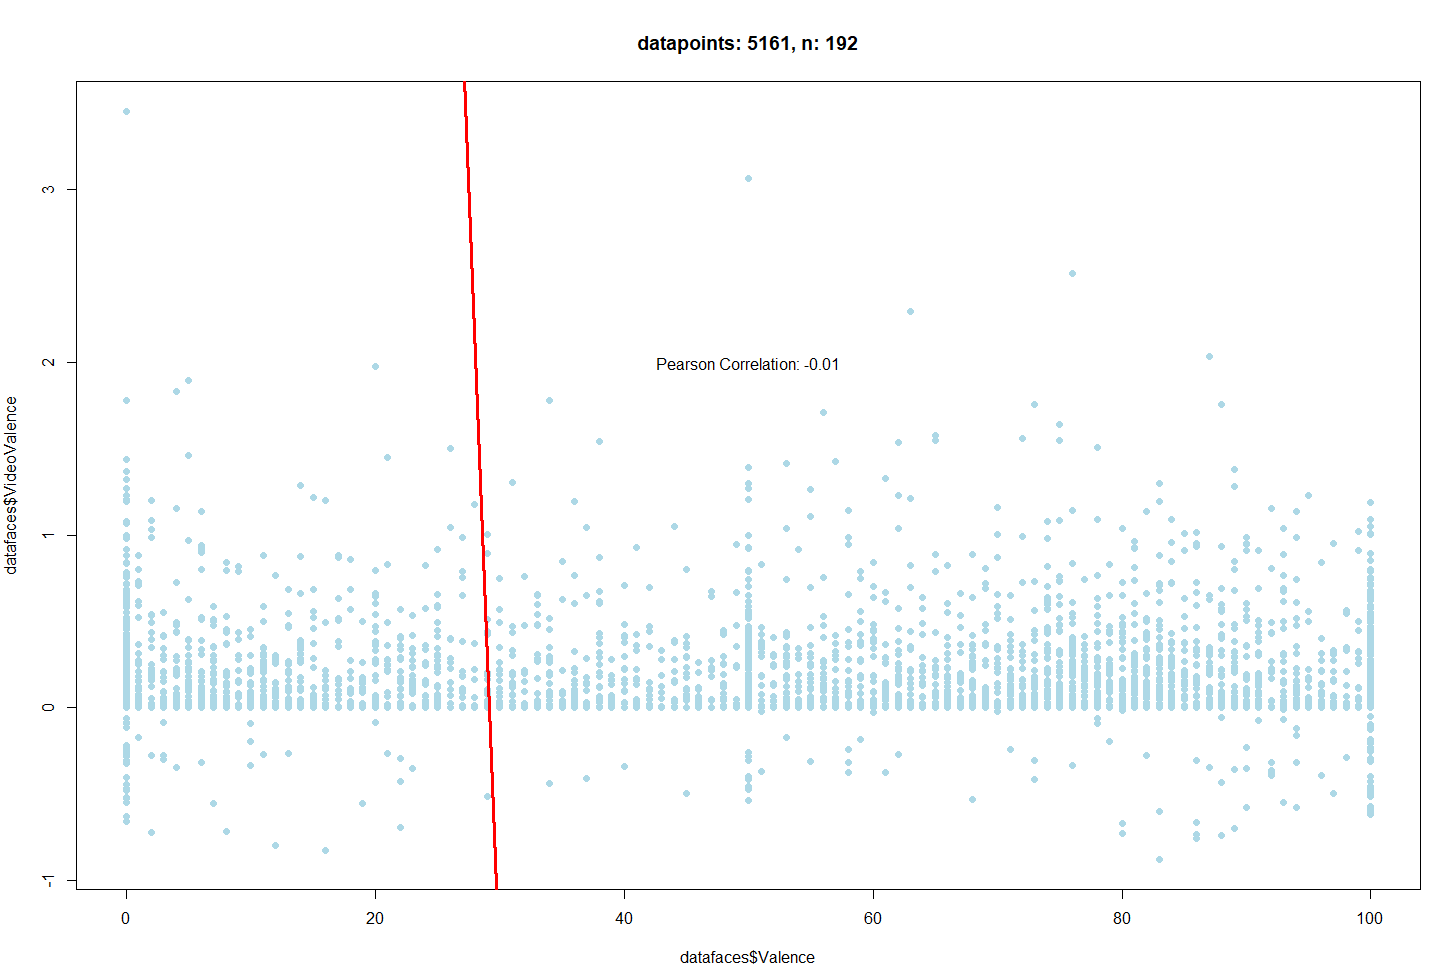 datapoints: 5161, n: 192
3
2
1
0
-1
datafaces$VideoValence
Pearson Correlation: -0.01
0 20 40 60 80 100
datafaces$Valence